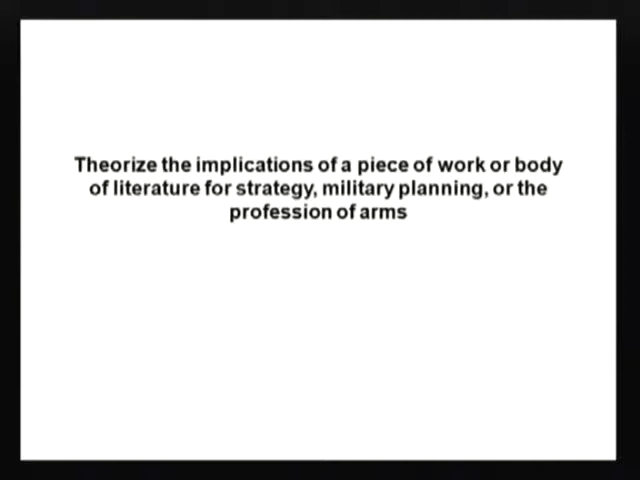 Theorize the implications of a piece of work or body
of literature for strategy, military planning, or the
profession of arms